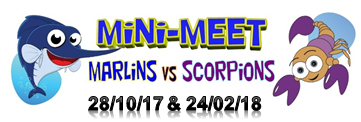 MiNi-MEET
MARLiNS VS SCORPiONS
28/10/17 & 24/02/18